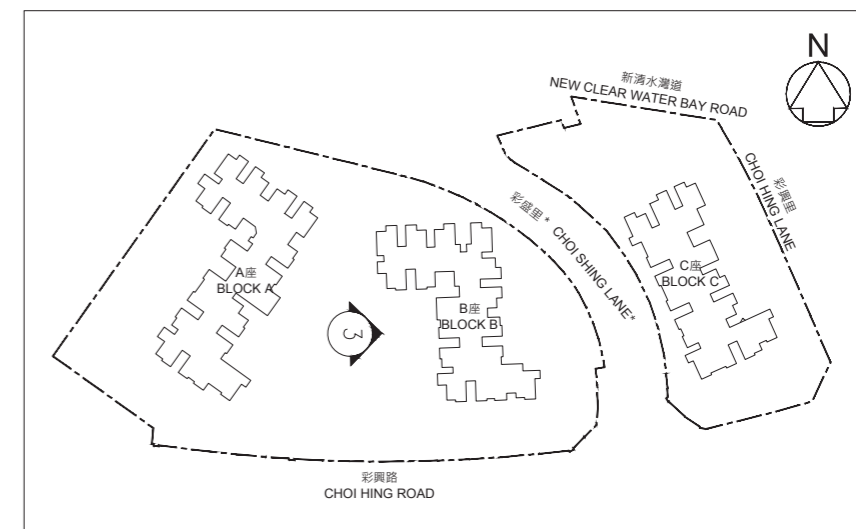 N
新清水灣道
NEW CLEAR WATER BAY ROAD
彩興里
CHOI HING LANE
彩盛里*
CHOI SHING LANE*
A座
BLOCK A
B座
BLOCK B
C座
BLOCK C
3
彩興路
CHOI HING ROAD